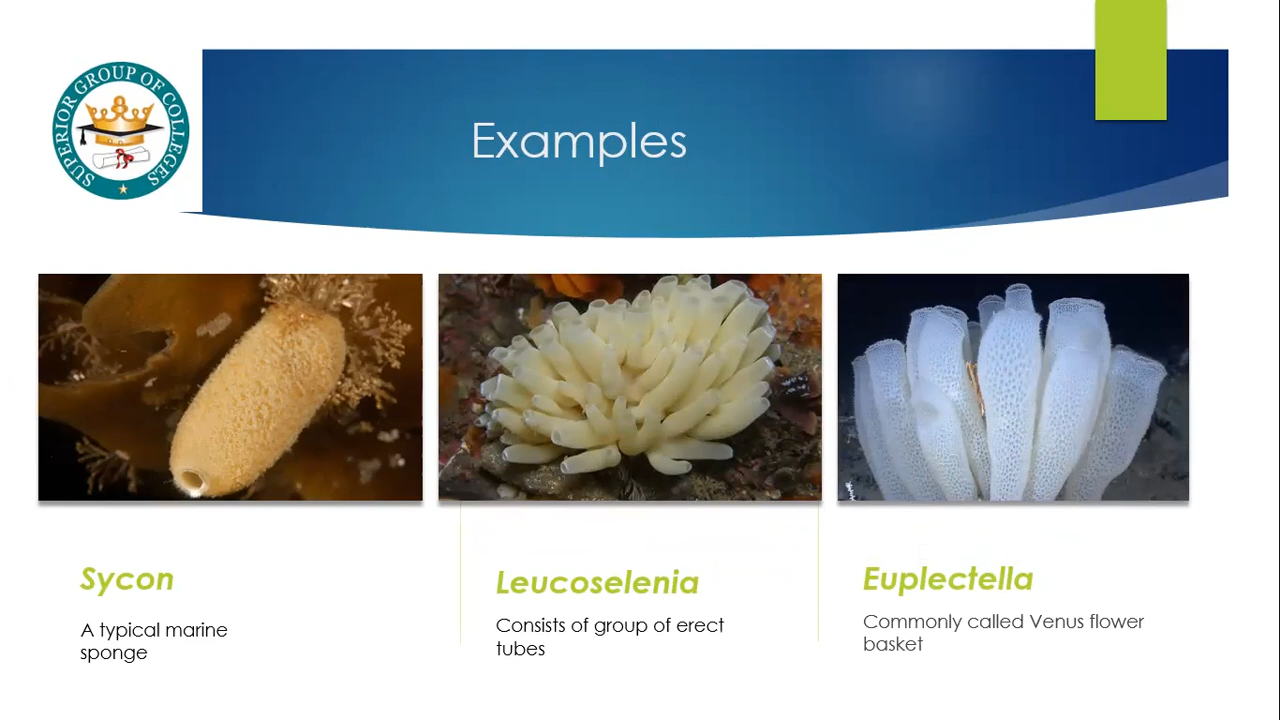 SUPERIOR GROUP OF COLLEGES
Examples
Sycon
A typical marine
sponge
Leucoselenia
Consists of group of erect
tubes
Euplectella
Commonly called Venus flower
basket